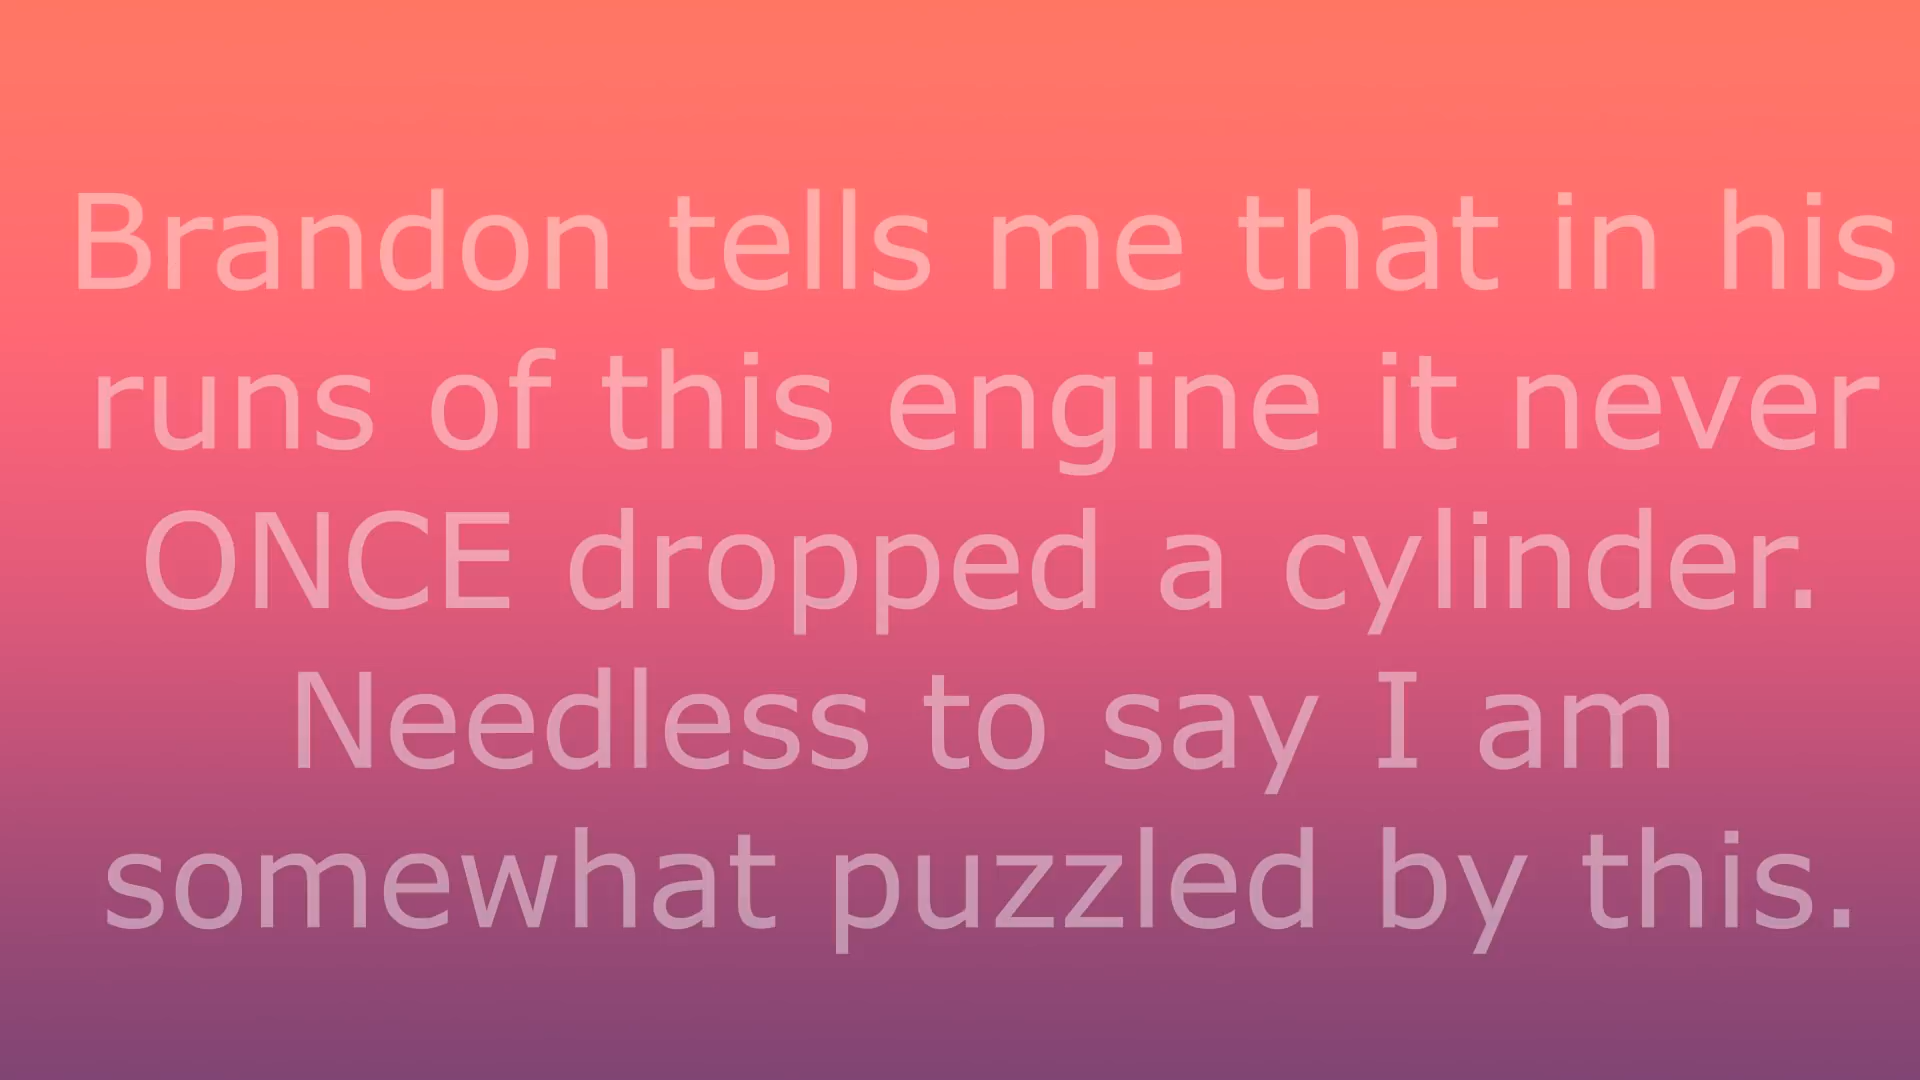 Brandon tells me that in his
runs of this engine it never
ONCE dropped a cylinder.
Needless to say I am
somewhat puzzled by this.